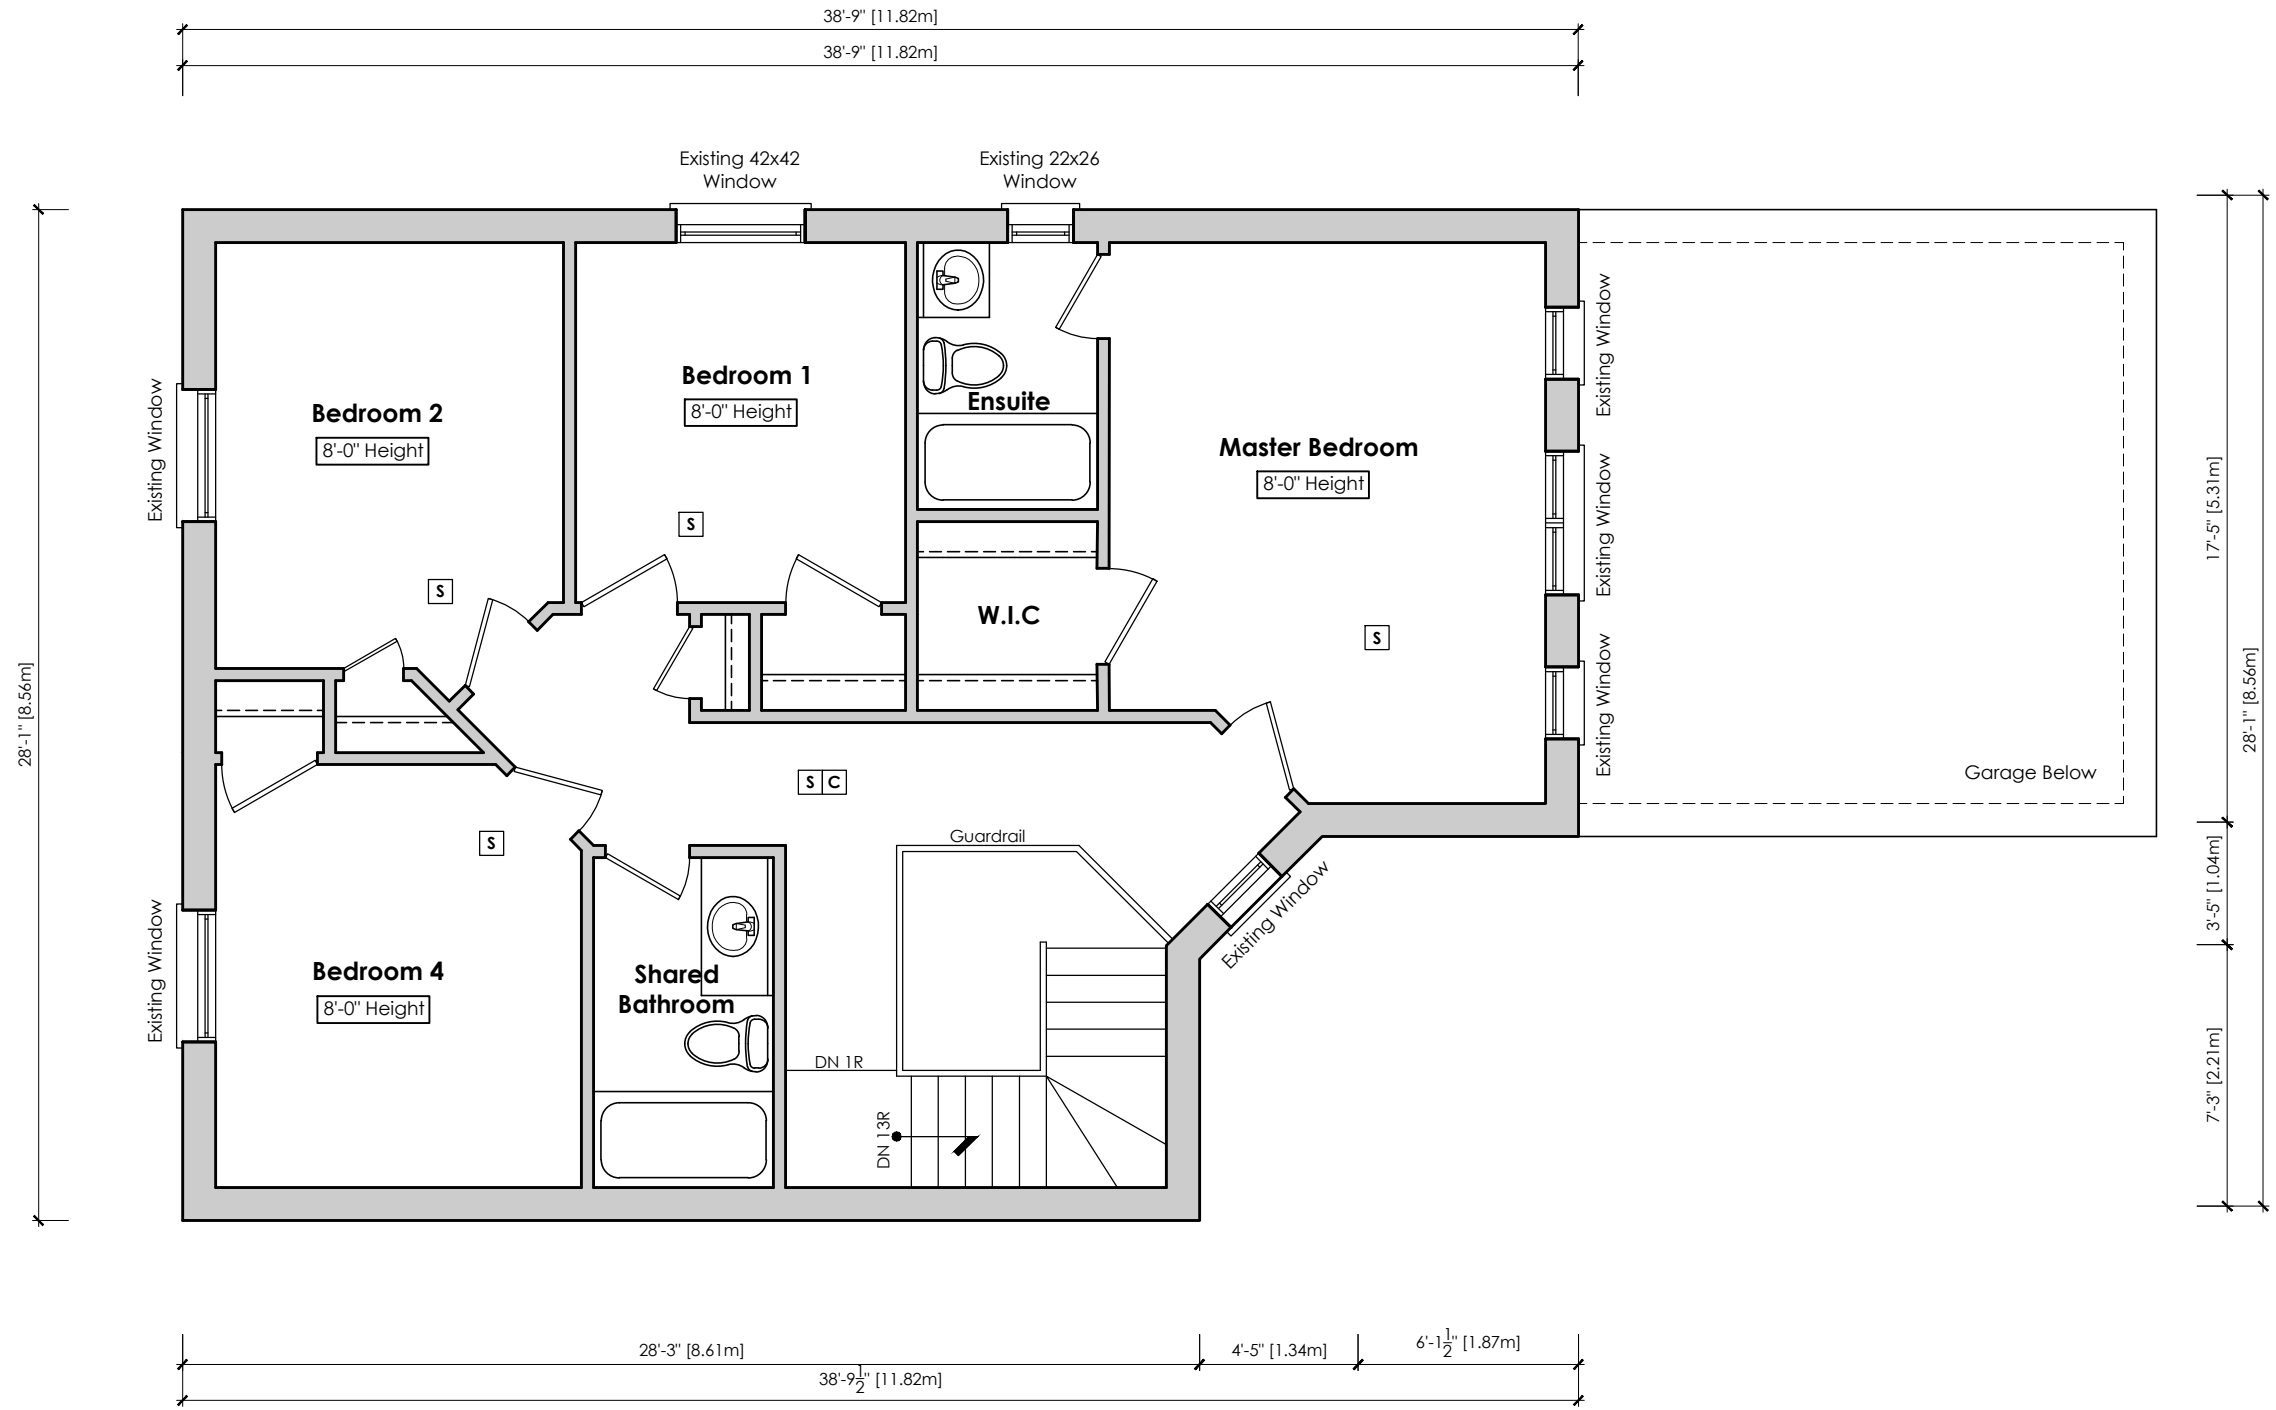 38'-9" [11.82m]
38'-9" [11.82m]
Existing 42x42
Window
Existing 22x26
Window
Existing Window
Existing Window
Existing Window
Existing Window
Existing Window
Existing Window
Bedroom 2
8'-0" Height
Bedroom 1
8'-0" Height
Ensuite
Master Bedroom
8'-0" Height
S
S
W.I.C
S
S C
S
Garage Below
Guardrail
Bedroom 4
8'-0" Height
Shared
Bathroom
DN 1R
DN 13R
28'-1" [8.56m]
17'-5" [5.31m]
28'-1" [8.56m]
3'-5" [1.04m]
7'-3" [2.21m]
28'-3" [8.61m]
4'-5" [1.34m]
6'-1 1/2" [1.87m]
38'-9 1/2" [11.82m]